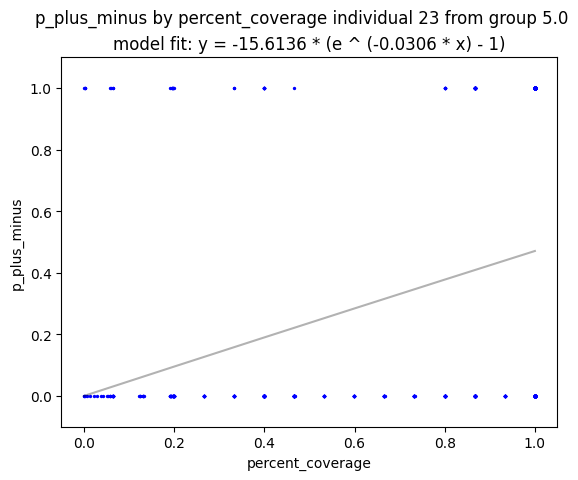 p_plus_minus by percent_coverage individual 23 from group 5.0
model fit: y = -15.6136 * (e ^ (-0.0306 * x) - 1)
1.0
0.8
0.6
0.4
0.2
0.0
p_plus_minus
0.0 0.2 0.4 0.6 0.8 1.0
percent_coverage